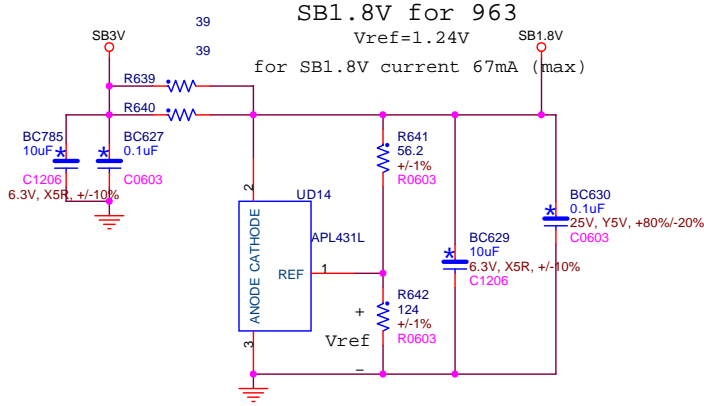 SB1.8V for 963
39
SB3V
Vref=1.24V
SB1.8V
39
for SB1.8V current 67mA (max)
R639
R640
BC785
10uF
C1206
6.3V, X5R, +/-10%
BC627
0.1uF
C0603
R641
56.2
+/-1%
R0603
2
UD14
APL431L
ANODE CATHODE
REF
1
3
BC630
0.1uF
25V, Y5V, +80%/-20%
C0603
BC629
10uF
6.3V, X5R, +/-10%
C1206
R642
124
+/-1%
R0603
+
Vref
-